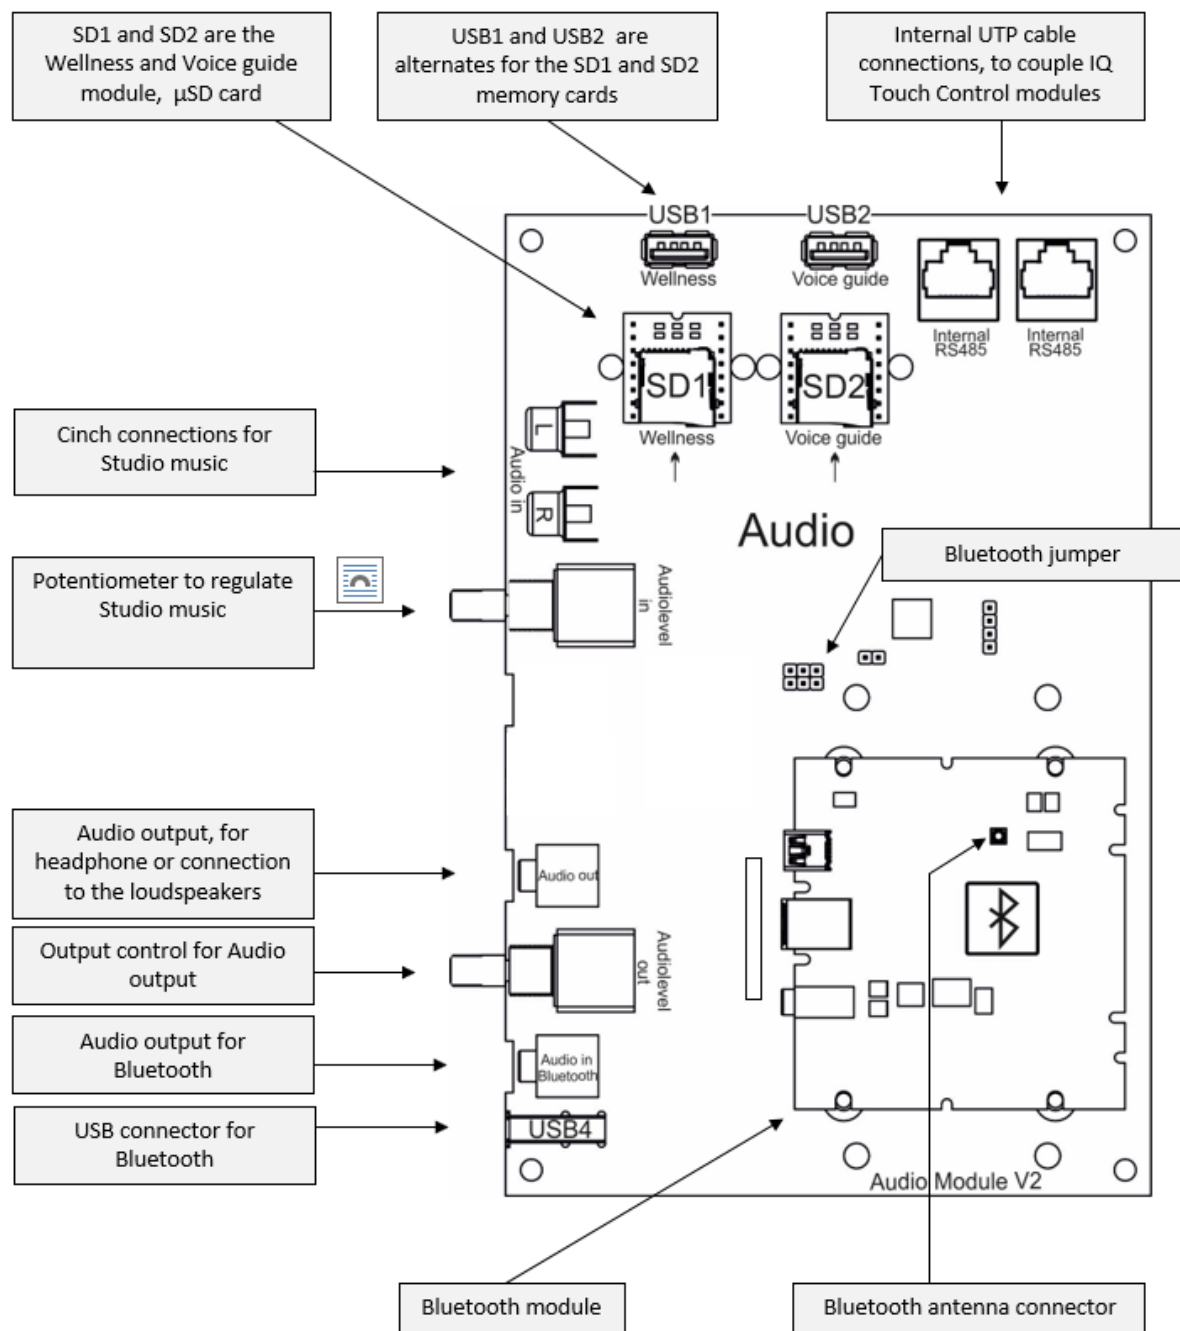 SD1 and SD2 are the
Wellness and Voice guide
module, µSD card
USB1 and USB2 are
alternates for the SD1 and SD2
memory cards
Internal UTP cable
connections, to couple IQ
Touch Control modules
USB1
USB2
Wellness
Voice guide
Internal
RS485
Internal
RS485
SD1
SD2
Wellness
Voice guide
Cinch connections for
Studio music
L
Audio in
R
Audio
Bluetooth jumper
Potentiometer to regulate
Studio music
Audiolevel
in
Audio output, for
headphone or connection
to the loudspeakers
Audio out
Output control for Audio
output
Audiolevel
out
Audio output for
Bluetooth
Audio in
Bluetooth
USB connector for
Bluetooth
USB4
Audio Module V2
Bluetooth module
Bluetooth antenna connector